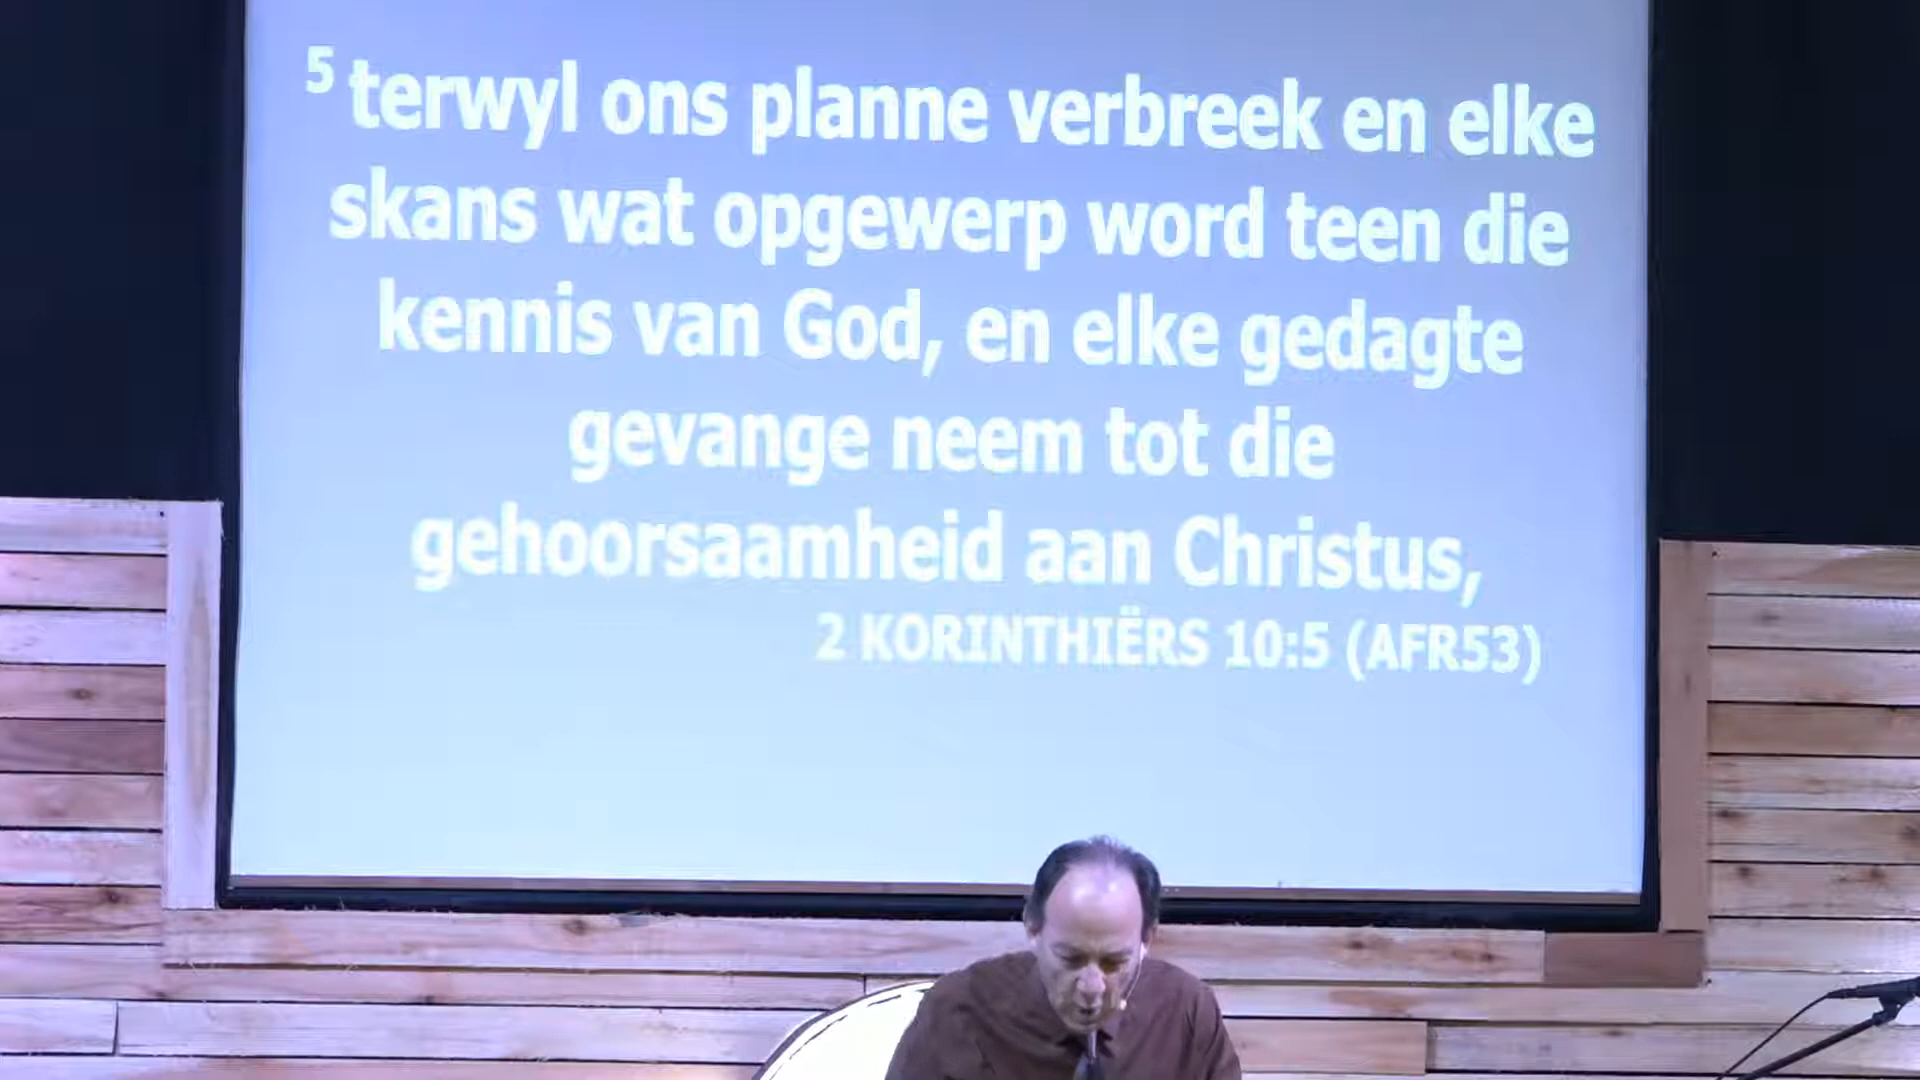 5 terwyl ons planne verbreek en elke
skans wat opgewerp word teen die
kennis van God, en elke gedagte
gevange neem tot die
gehoorsaamheid aan Christus,
2 KORINTHIËRS 10:5 (AFR53)